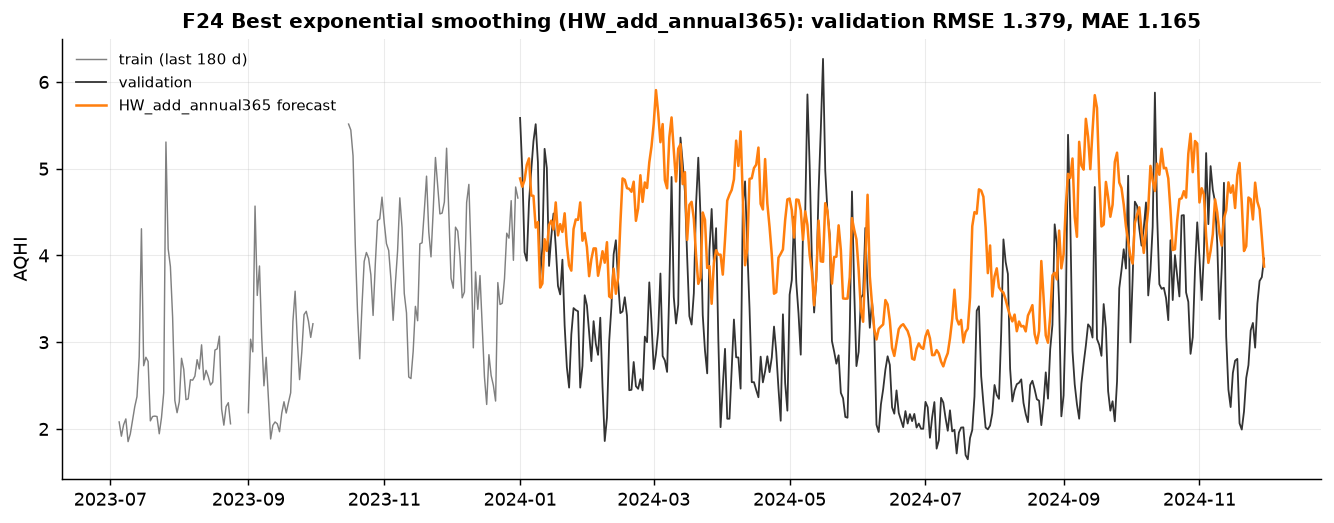 F24 Best exponential smoothing (HW_add_annual365): validation RMSE 1.379, MAE 1.165
train (last 180 d)
validation
HW_add_annual365 forecast
AQHI
6
5
4
3
2
2023-07
2023-09
2023-11
2024-01
2024-03
2024-05
2024-07
2024-09
2024-11